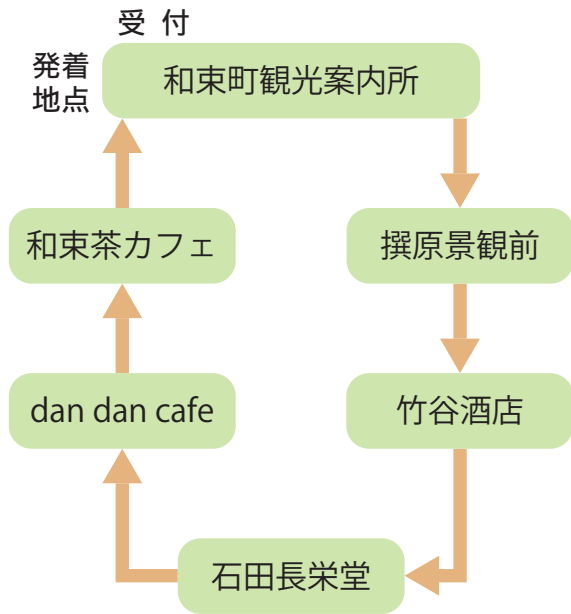 受付
発着
地点
和束町観光案内所
和束茶カフェ
撰原景観前
dan dan cafe
竹谷酒店
石田長栄堂